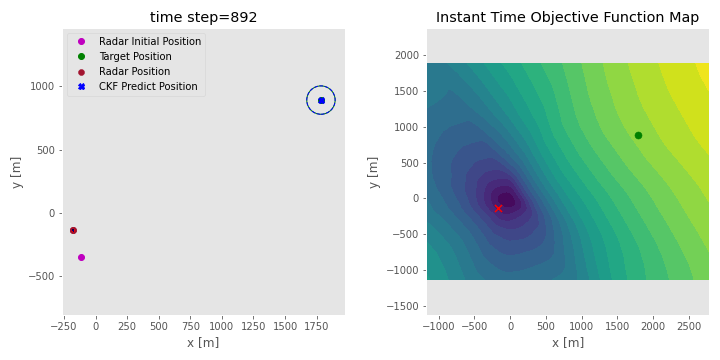 time step=892
Radar Initial Position
Target Position
Radar Position
CKF Predict Position
1000
500
0
−500
y [m]
−250 0 250 500 750 1000 1250 1500 1750
x [m]
Instant Time Objective Function Map
2000
1500
1000
500
0
−500
−1000
−1500
y [m]
−1000 −500 0 500 1000 1500 2000 2500
x [m]